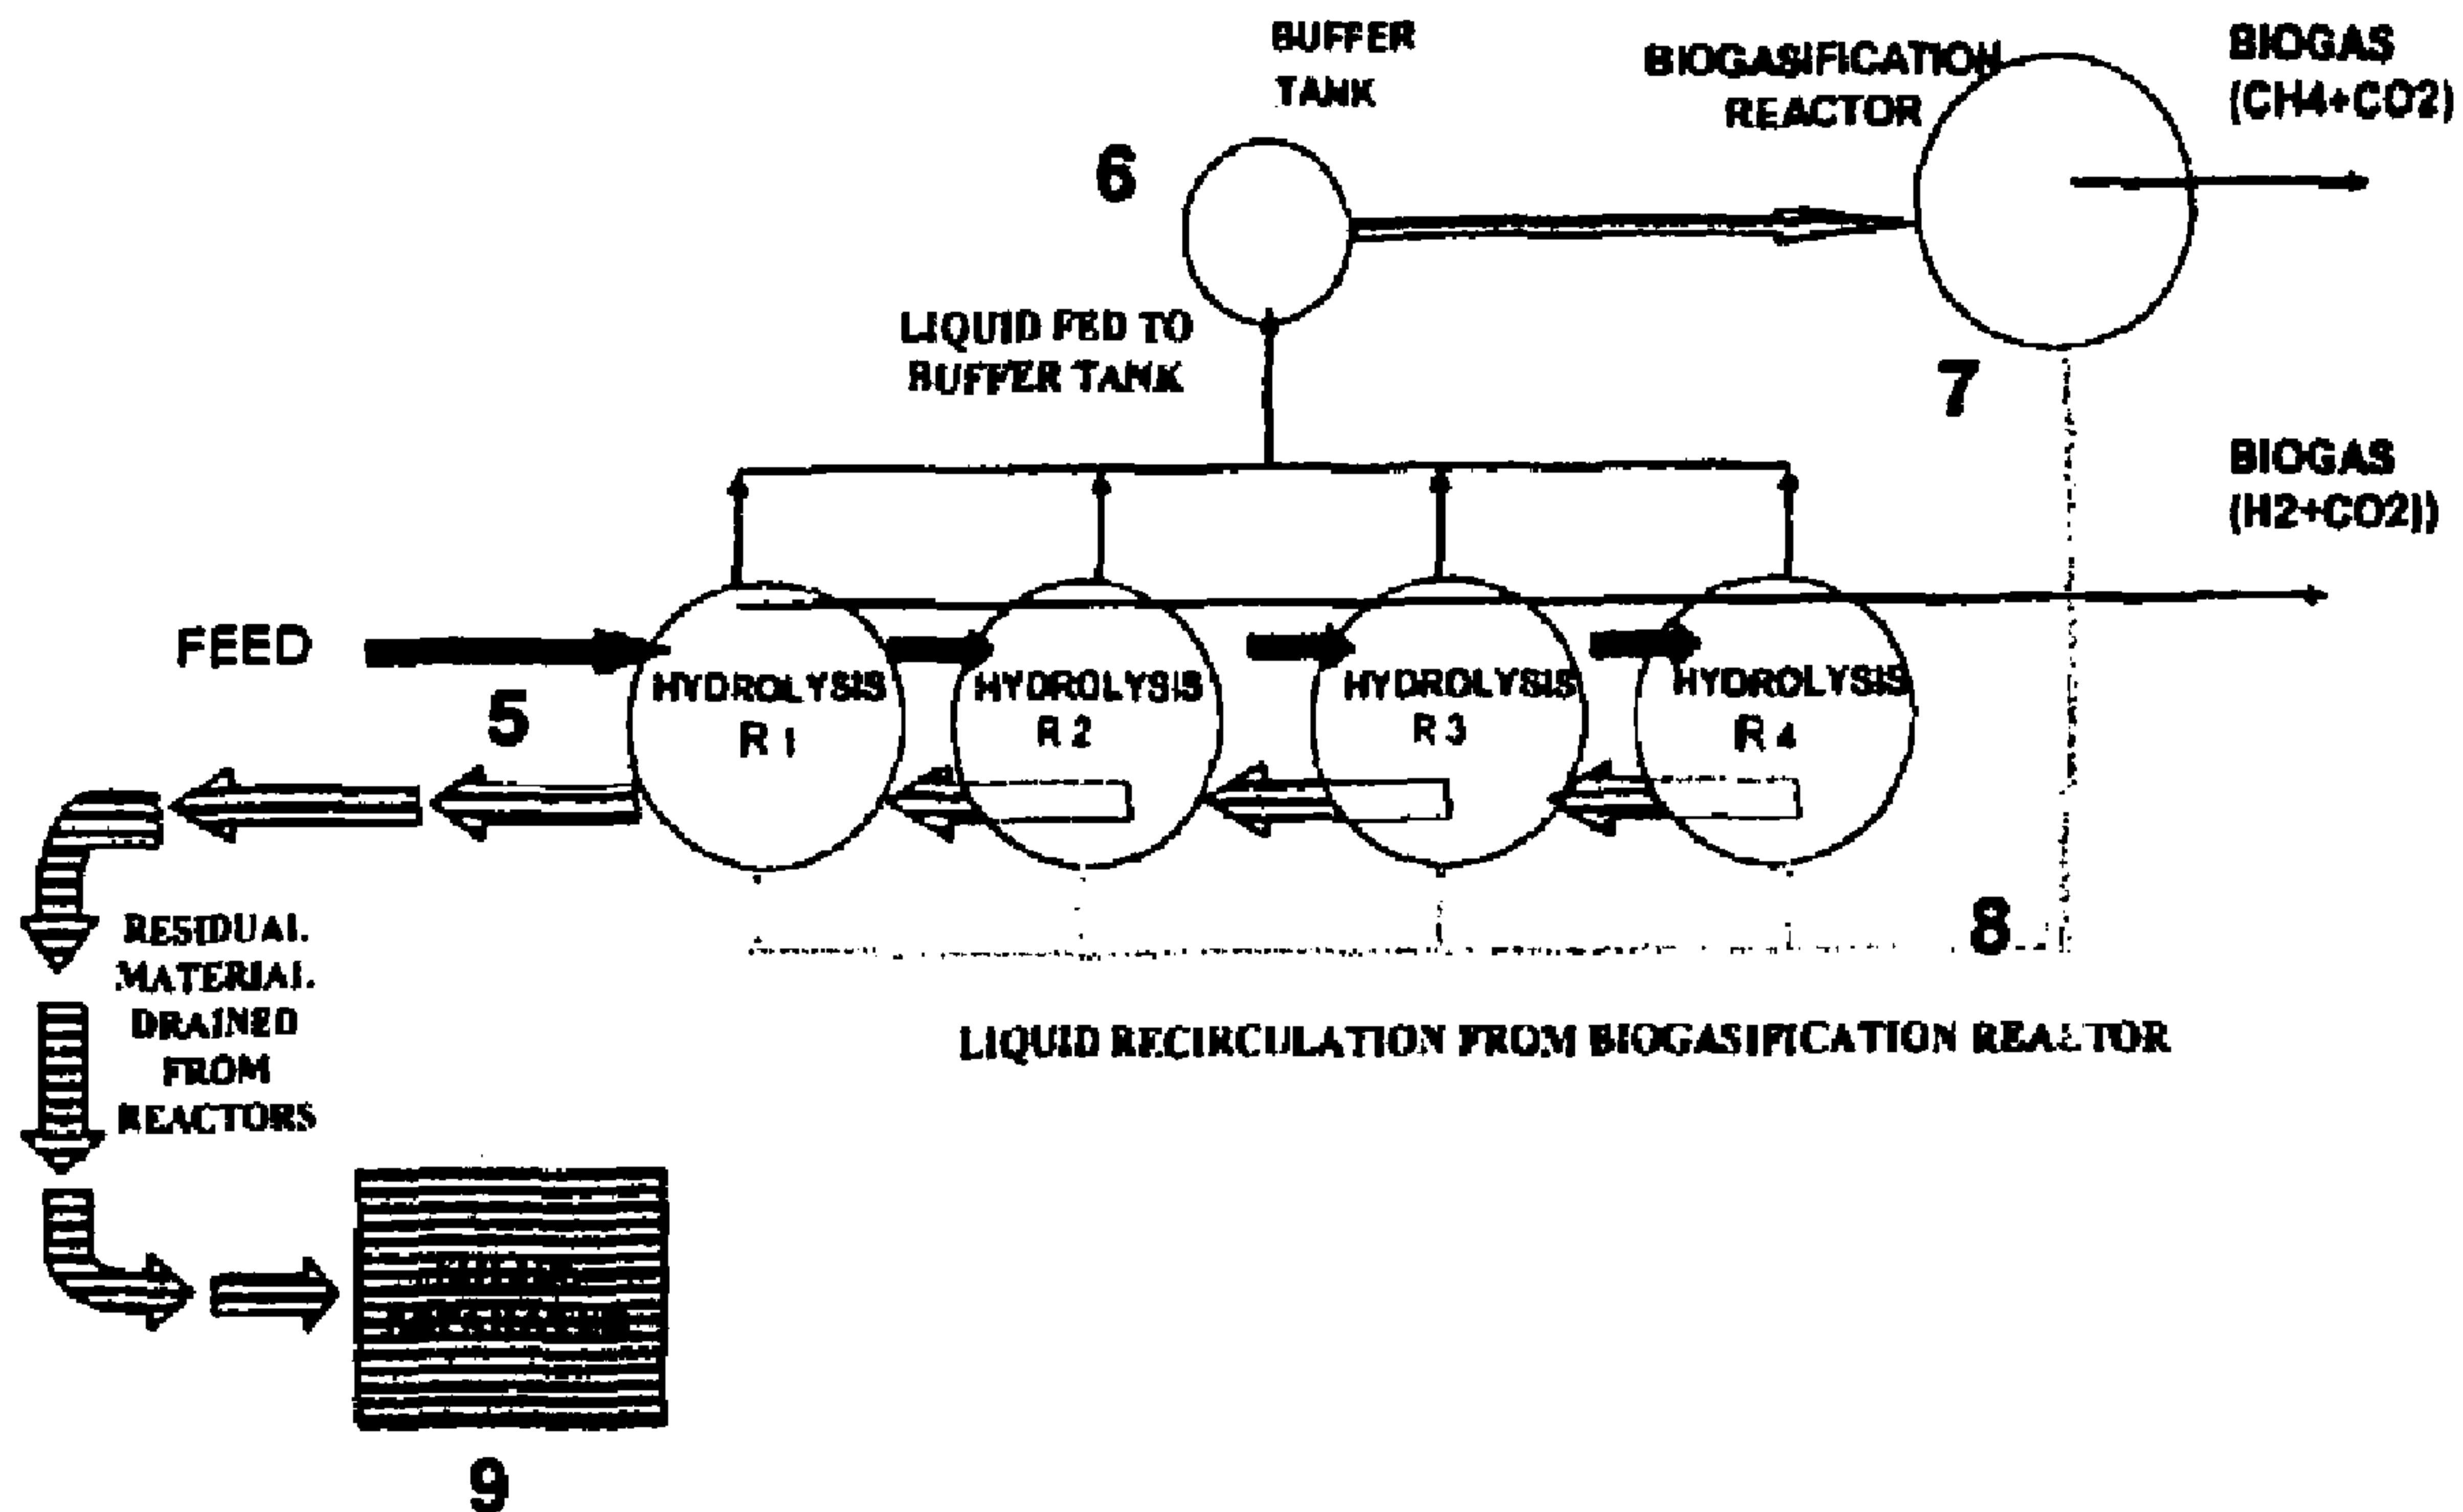 BUFFER
TANK
BIOGASIFICATION
REACTOR
BIOGAS
(CH4+CO2)
6
LIQUID FED TO
BUFFER TANK
7
BIOGAS
(H2+CO2))
FEED
5
HYDROLYSIS
R 1
HYDROLYSIS
R 2
HYDROLYSIS
R 3
HYDROLYSIS
R 4
8
RESIDUAL
MATERIAL
DRAINED
FROM
REACTORS
LIQUID RECIRCULATION FROM BIOGASIFICATION REACTOR
9